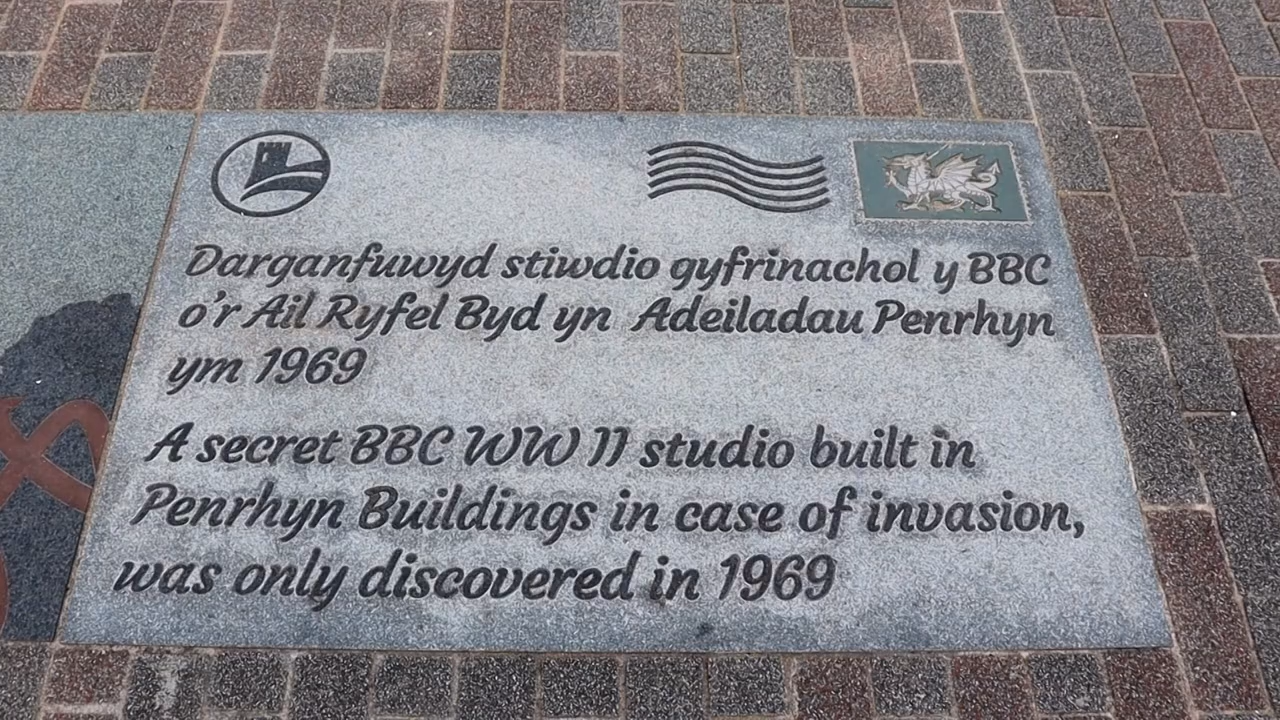 Darganfuwyd stiwdio gyfrinachol y BBC
o'r Ail Ryfel Byd yn Adeiladau Penrhyn
ym 1969
A secret BBC WW II studio built in
Penrhyn Buildings in case of invasion,
was only discovered in 1969